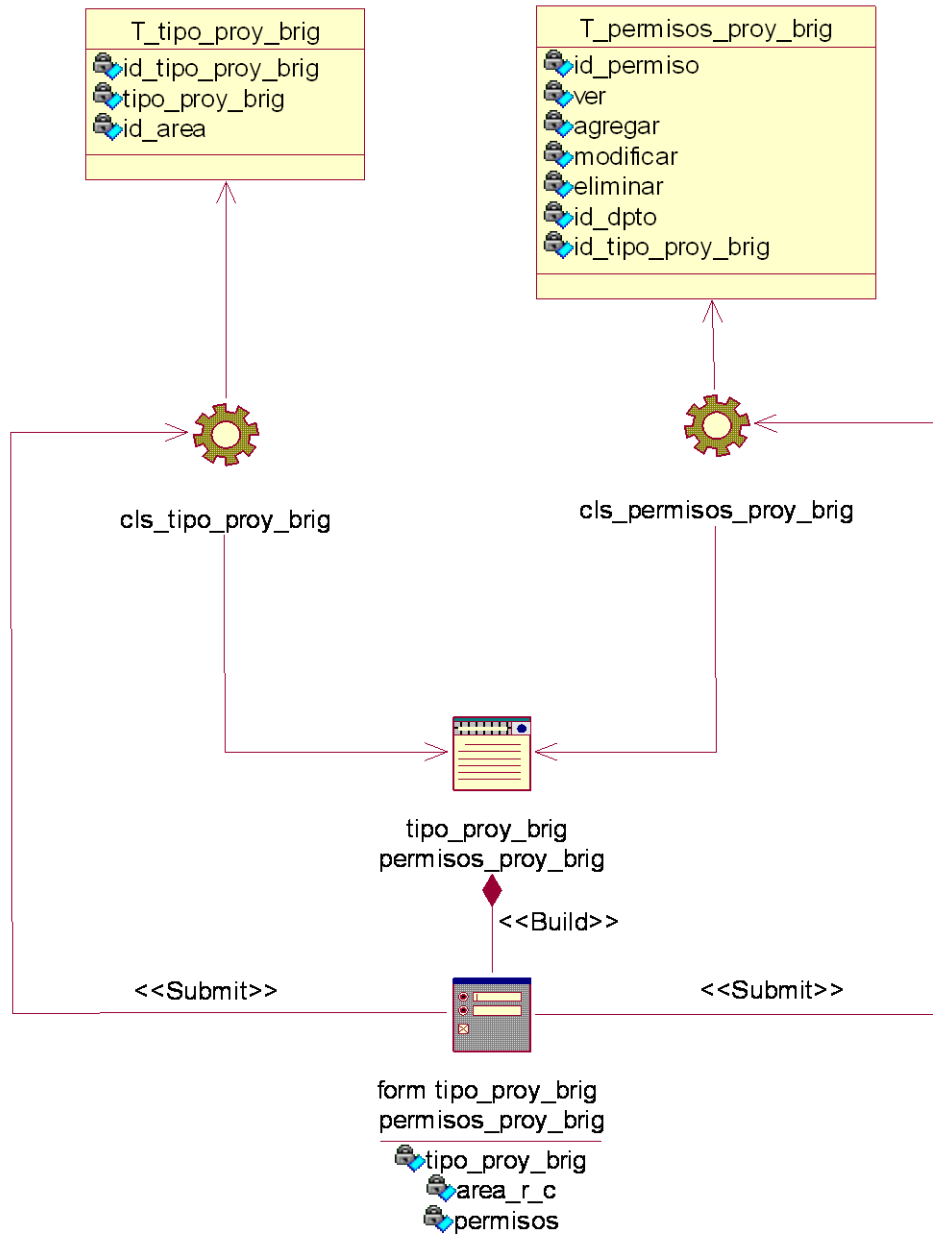 T_tipo_proy_brig
id_tipo_proy_brig
tipo_proy_brig
id_area
T_permisos_proy_brig
id_permiso
ver
agregar
modificar
eliminar
id_dpto
id_tipo_proy_brig
cls_tipo_proy_brig
cls_permisos_proy_brig
tipo_proy_brig
permisos_proy_brig
<<Build>>
<<Submit>>
<<Submit>>
form tipo_proy_brig
permisos_proy_brig
tipo_proy_brig
area_r_c
permisos